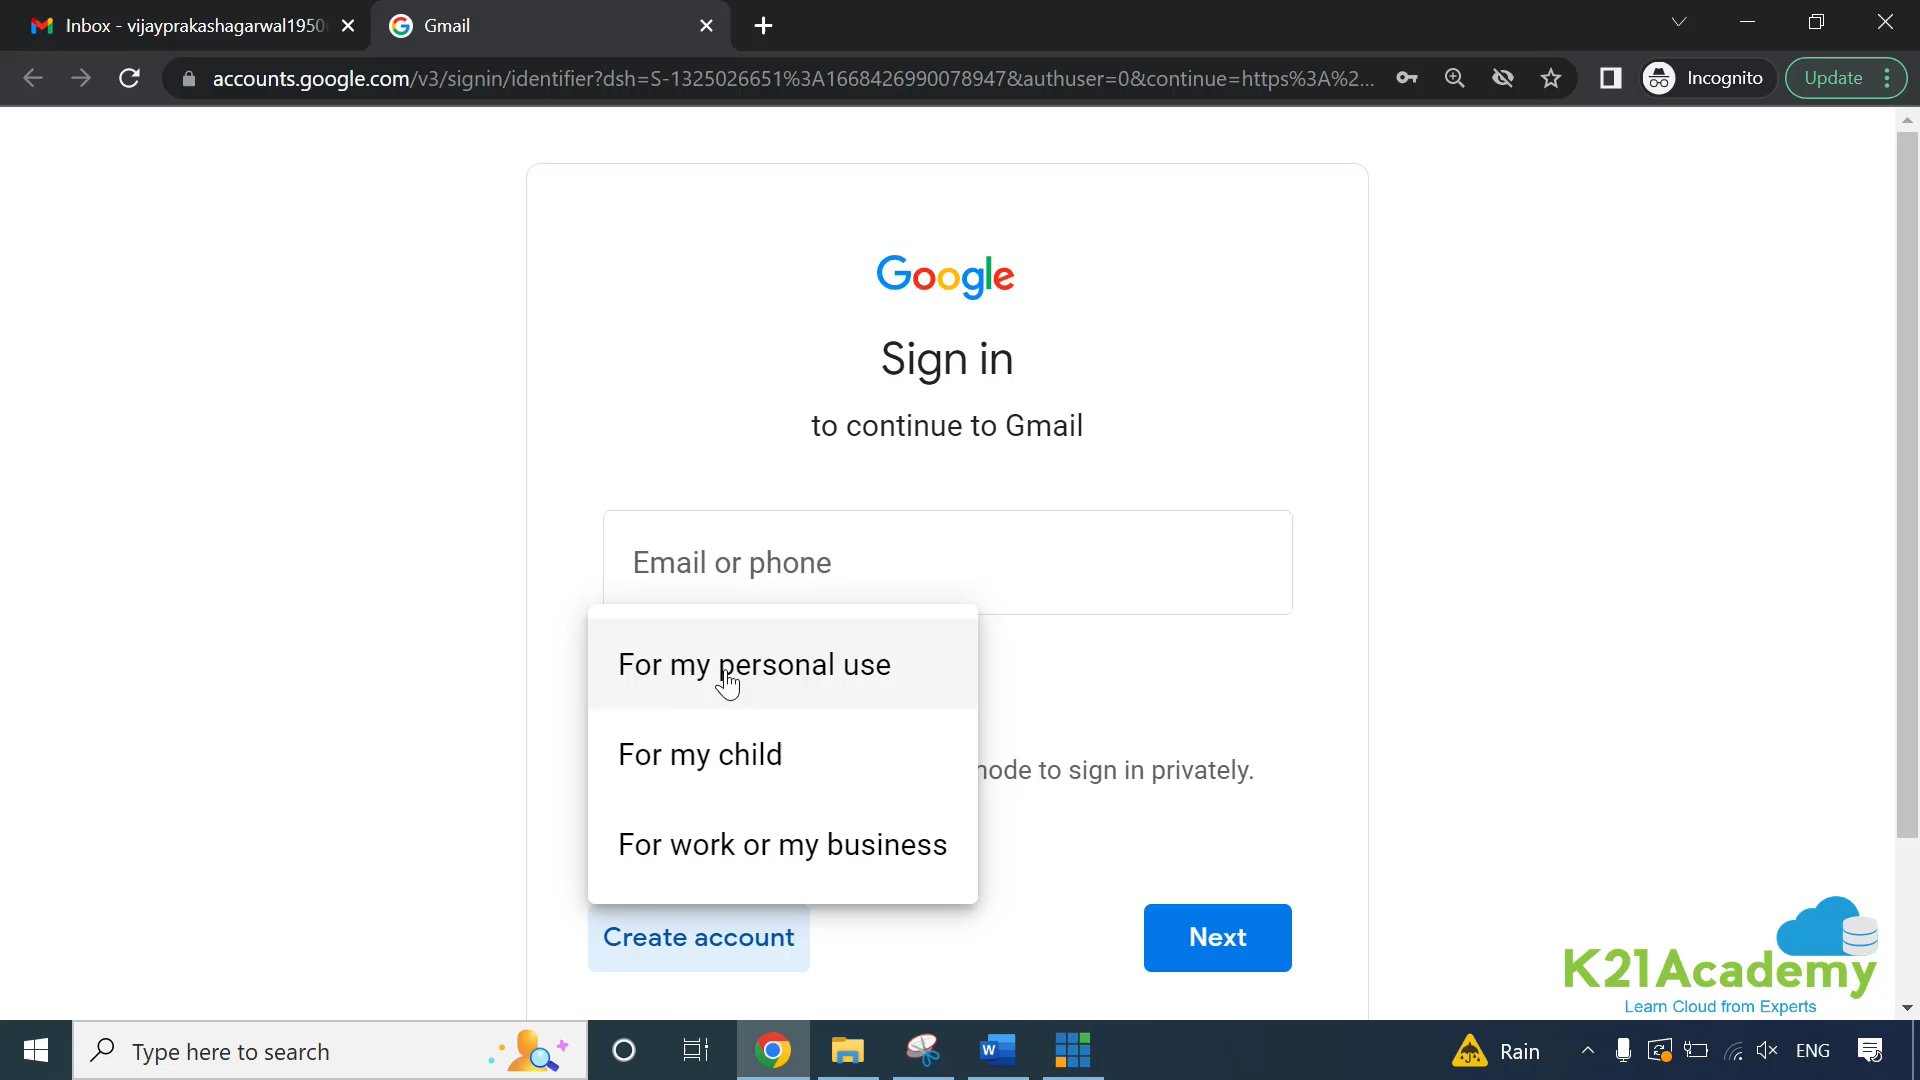 Inbox - vijayprakashagarwal1950
Gmail
accounts.google.com/v3/signin/identifier?dsh=S-1325026651%3A1668426990078947&authuser=0&continue=https%3A%2...
Incognito
Update
Google
Sign in
to continue to Gmail
Email or phone
For my personal use
For my child
mode to sign in privately.
For work or my business
Create account
Next
K21Academy
Learn Cloud from Experts
Type here to search
W
Rain
ENG